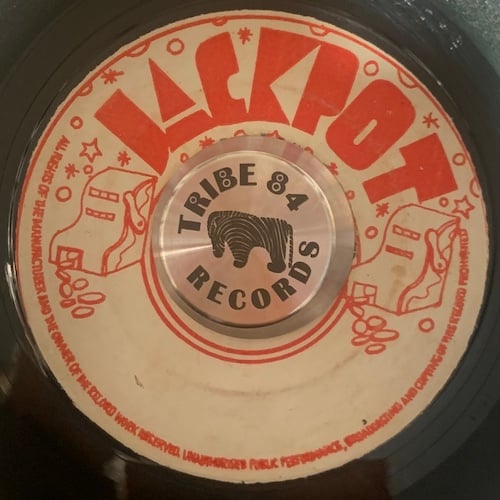 JACKPOT
TRIBE 84
RECORDS
ALL RIGHTS OF THE MANUFACTURER AND THE OWNER OF THE RECORDED WORK RESERVED. UNAUTHORISED PUBLIC PERFORMANCE, BROADCASTING AND COPYING OF THIS RECORD PROHIBITED